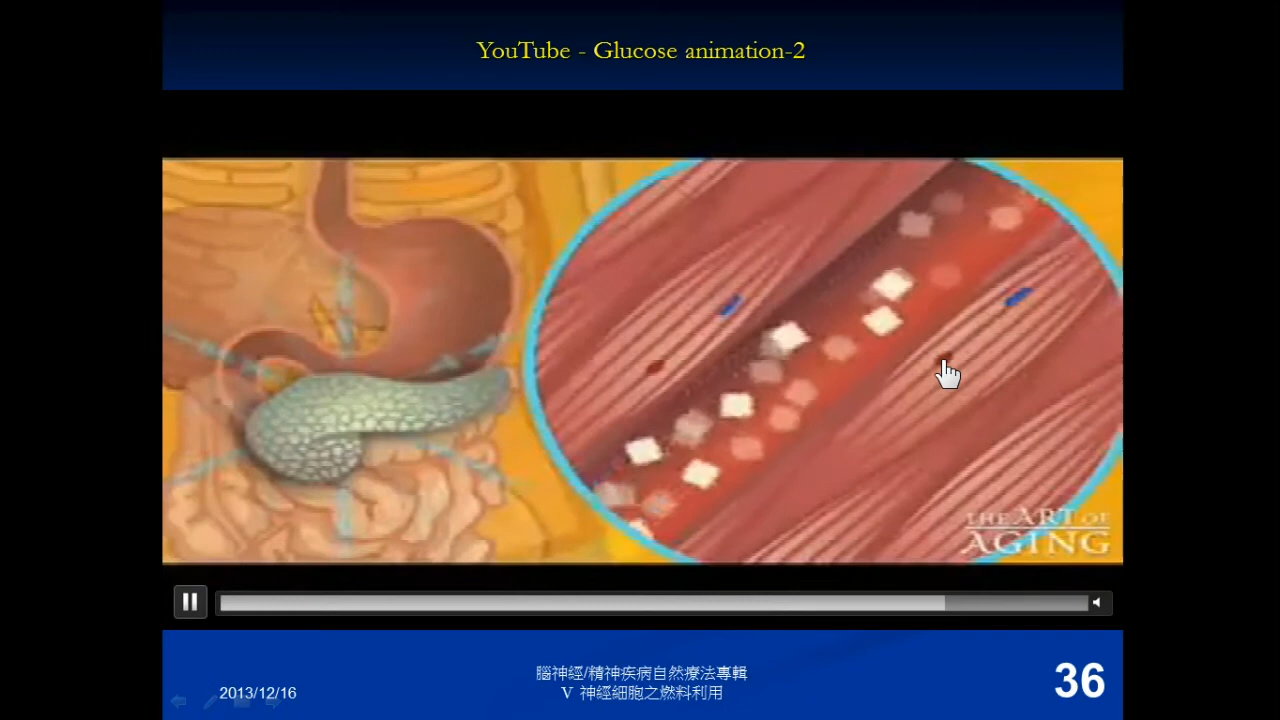 YouTube - Glucose animation-2
THE ART OF
AGING
腦神經/精神疾病自然療法專輯
V 神經細胞之燃料利用
2013/12/16
36